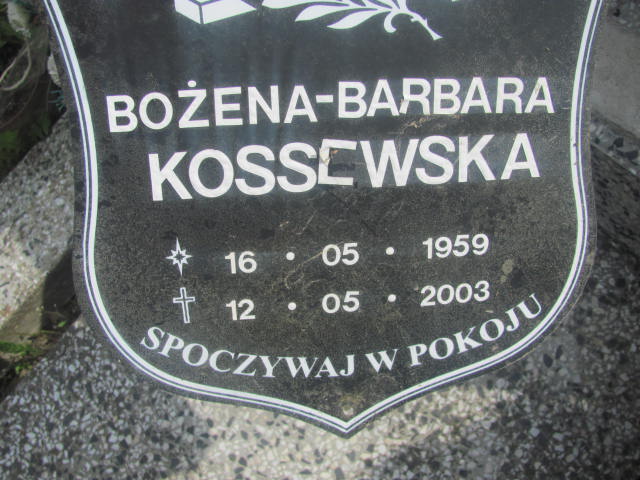 BOŻENA-BARBARA
KOSSEWSKA
16 • 05 • 1959
12 • 05 • 2003
SPOCZYWAJ W POKOJU